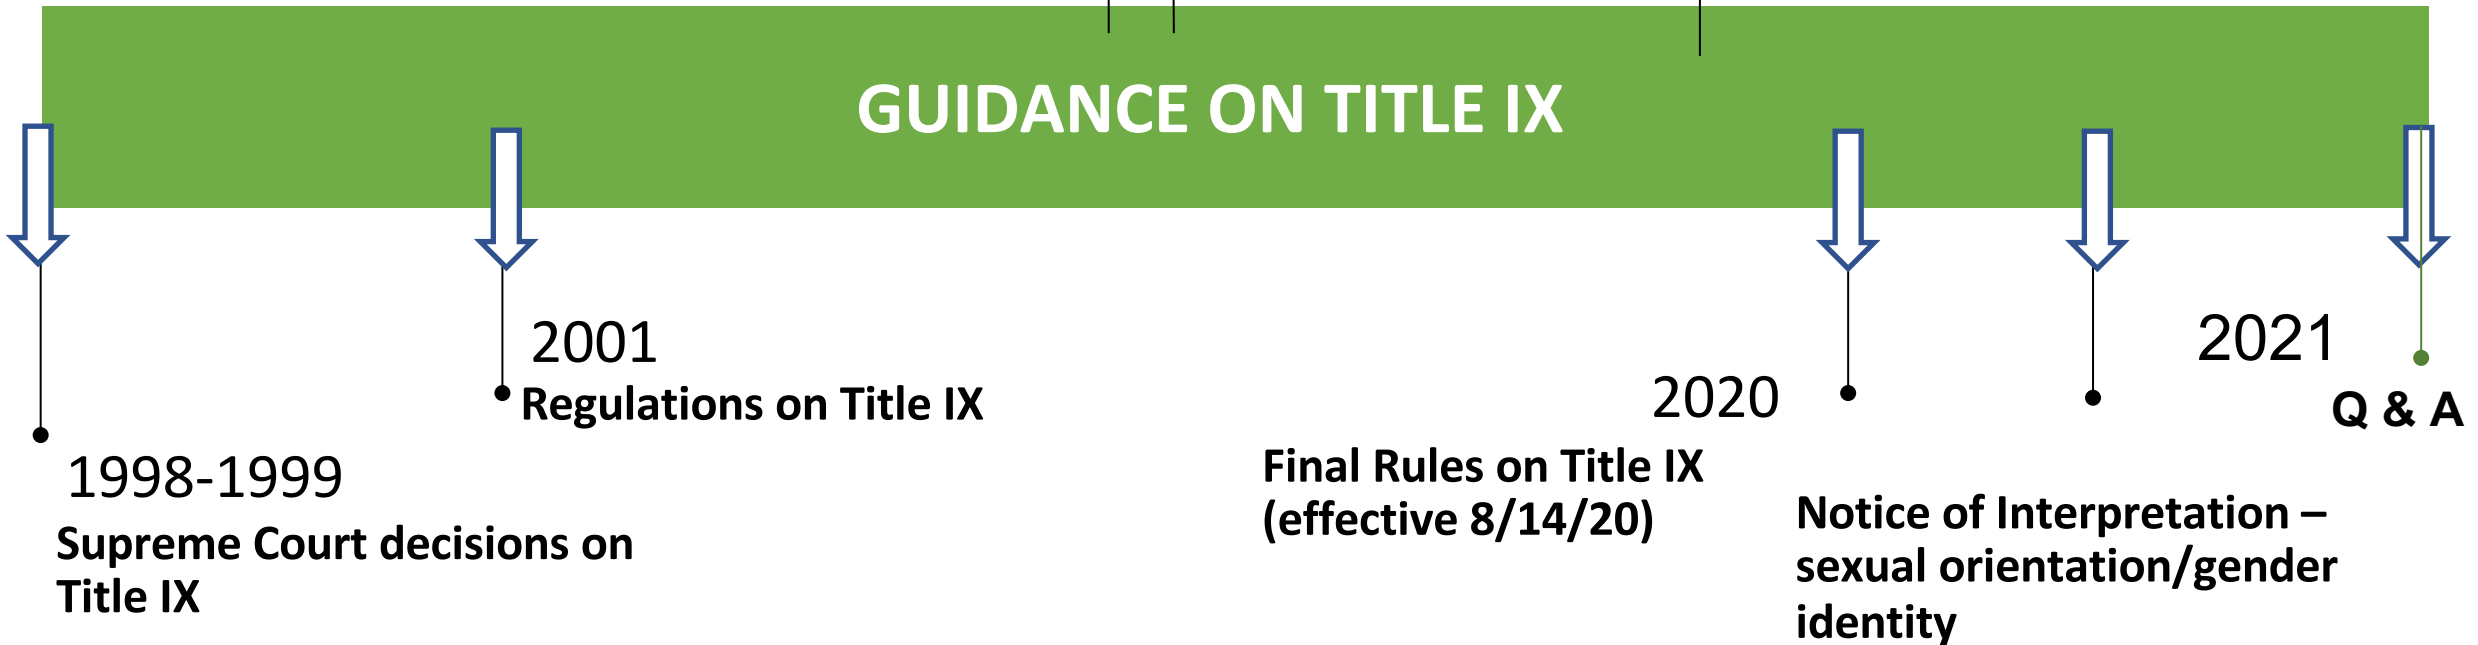 GUIDANCE ON TITLE IX
1998-1999
Supreme Court decisions on
Title IX
2001
Regulations on Title IX
2020
Final Rules on Title IX
(effective 8/14/20)
Notice of Interpretation –
sexual orientation/gender
identity
2021
Q & A